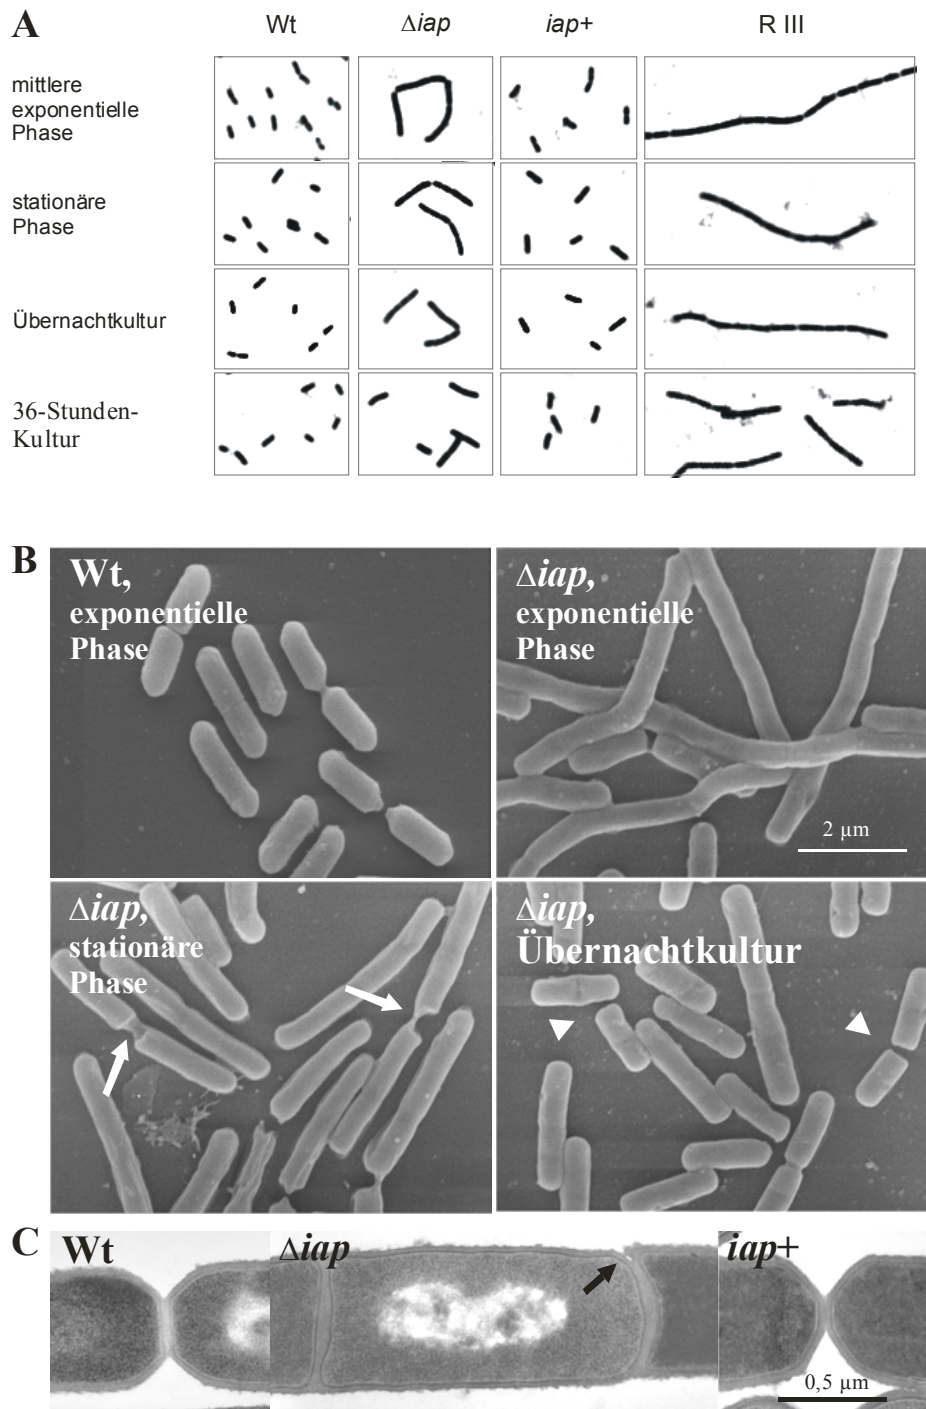 A
Wt Δiap iap+ R III
mittlere
exponentielle
Phase
stationäre
Phase
Übernachtkultur
36-Stunden-
Kultur
B
Wt,
exponentielle
Phase
Δiap,
exponentielle
Phase
2 µm
Δiap,
stationäre
Phase
Δiap,
Übernachtkultur
C
Wt
Δiap
iap+
0,5 µm